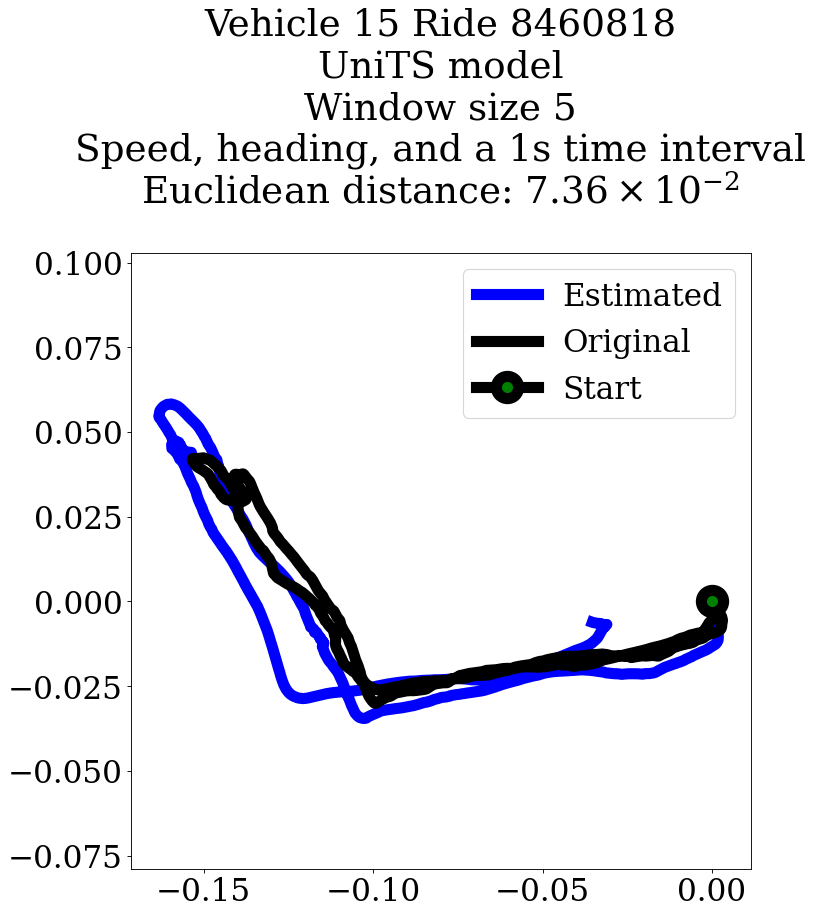 Vehicle 15 Ride 8460818
UniTS model
Window size 5
Speed, heading, and a 1s time interval
Euclidean distance: 7.36 × 10⁻²
Estimated
Original
Start
0.100
0.075
0.050
0.025
0.000
−0.025
−0.050
−0.075
−0.15
−0.10
−0.05
0.00